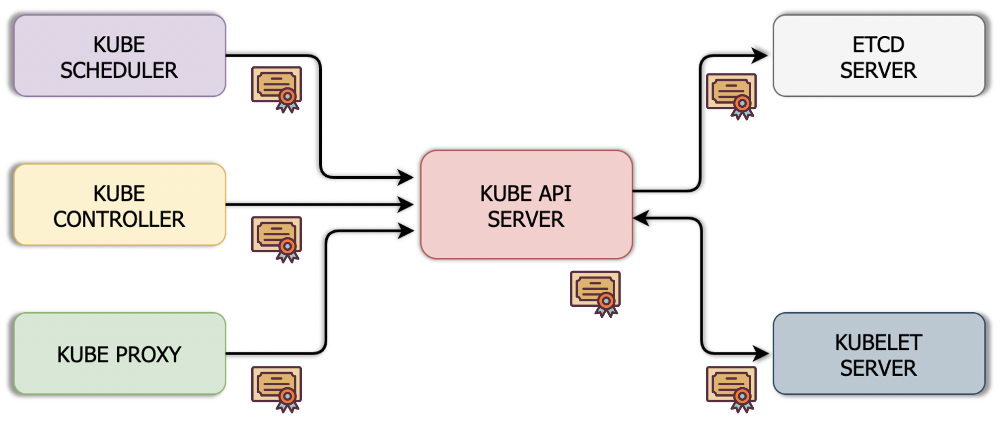 KUBE
SCHEDULER
KUBE
CONTROLLER
KUBE PROXY
KUBE API
SERVER
ETCD
SERVER
KUBELET
SERVER